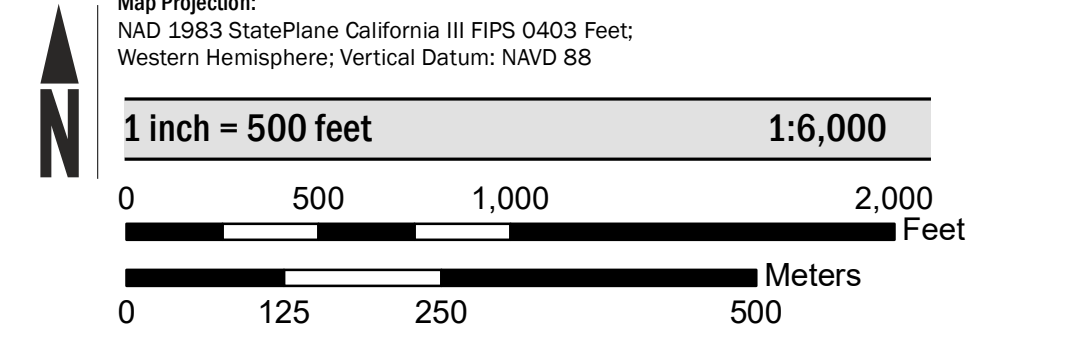 Map Projection:
NAD 1983 StatePlane California III FIPS 0403 Feet;
Western Hemisphere; Vertical Datum: NAVD 88
N
1 inch = 500 feet 1:6,000
0 500 1,000 2,000
Feet
Meters
0 125 250 500